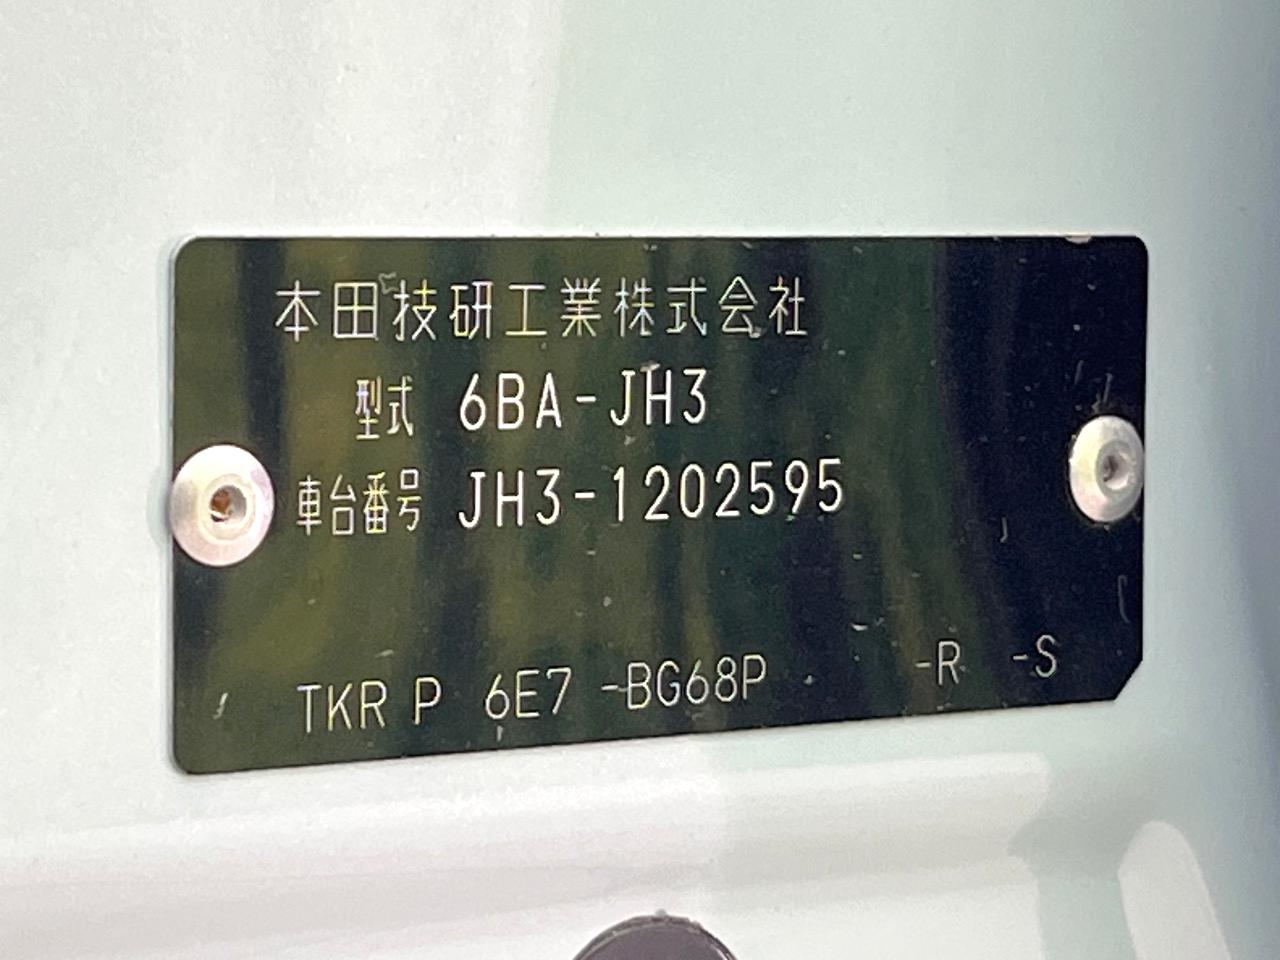 本田技研工業株式会社
型式 6BA-JH3
車台番号 JH3-1202595
TKR P 6E7 -BG68P -R -S